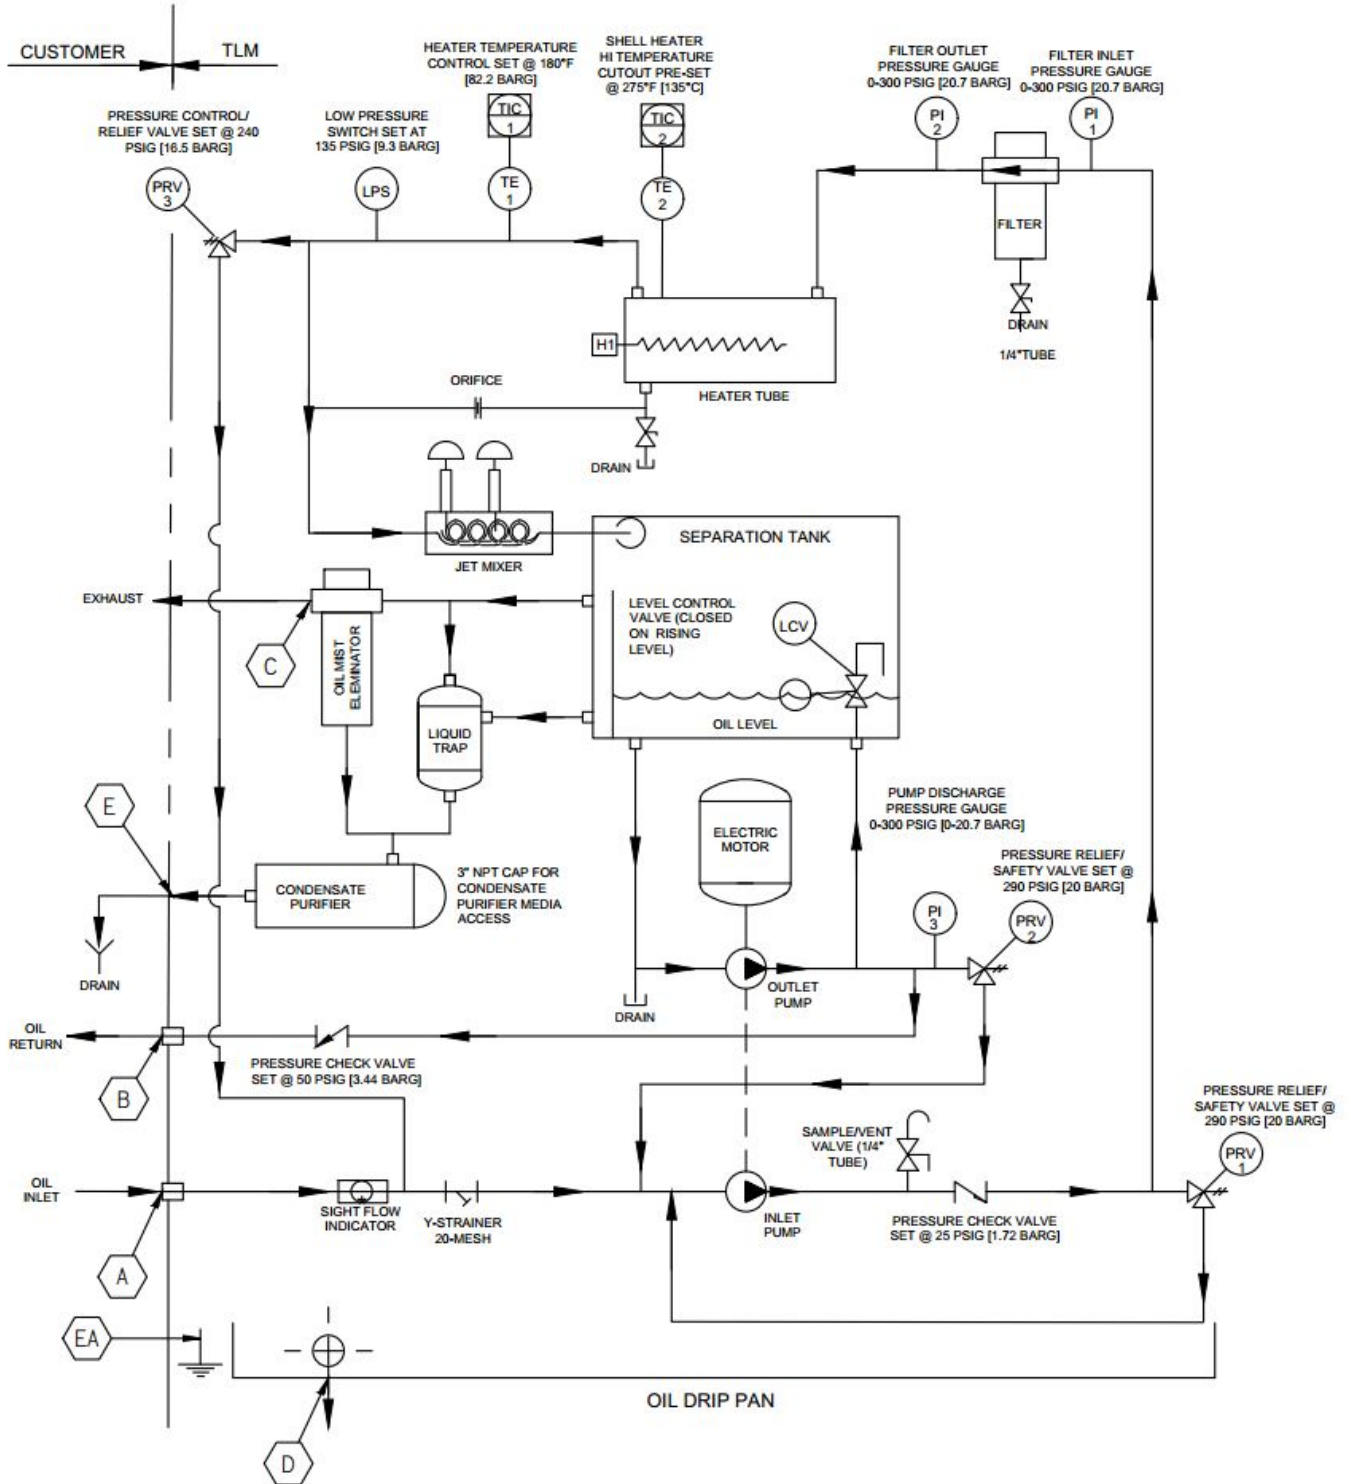 CUSTOMER
TLM
PRESSURE CONTROL/
RELIEF VALVE SET @ 240
PSIG [16.5 BARG]
PRV
3
LOW PRESSURE
SWITCH SET AT
135 PSIG [9.3 BARG]
LPS
HEATER TEMPERATURE
CONTROL SET @ 180°F
[82.2 BARG]
TIC
1
TE
1
SHELL HEATER
HI TEMPERATURE
CUTOUT PRE-SET
@ 275°F [135°C]
TIC
2
TE
2
FILTER OUTLET
PRESSURE GAUGE
0-300 PSIG [20.7 BARG]
PI
2
FILTER INLET
PRESSURE GAUGE
0-300 PSIG [20.7 BARG]
PI
1
FILTER
DRAIN
1/4"TUBE
H1
HEATER TUBE
ORIFICE
DRAIN
JET MIXER
SEPARATION TANK
LEVEL CONTROL
VALVE (CLOSED
ON RISING
LEVEL)
LCV
OIL LEVEL
EXHAUST
C
OIL MIST
ELEMINATOR
LIQUID
TRAP
E
CONDENSATE
PURIFIER
3" NPT CAP FOR
CONDENSATE
PURIFIER MEDIA
ACCESS
DRAIN
ELECTRIC
MOTOR
PUMP DISCHARGE
PRESSURE GAUGE
0-300 PSIG [0-20.7 BARG]
PI
3
PRESSURE RELIEF/
SAFETY VALVE SET @
290 PSIG [20 BARG]
PRV
2
OUTLET
PUMP
DRAIN
OIL
RETURN
B
PRESSURE CHECK VALVE
SET @ 50 PSIG [3.44 BARG]
SAMPLE/VENT
VALVE (1/4"
TUBE)
PRESSURE RELIEF/
SAFETY VALVE SET @
290 PSIG [20 BARG]
PRV
1
OIL
INLET
A
SIGHT FLOW
INDICATOR
Y-STRAINER
20-MESH
INLET
PUMP
PRESSURE CHECK VALVE
SET @ 25 PSIG [1.72 BARG]
EA
D
OIL DRIP PAN